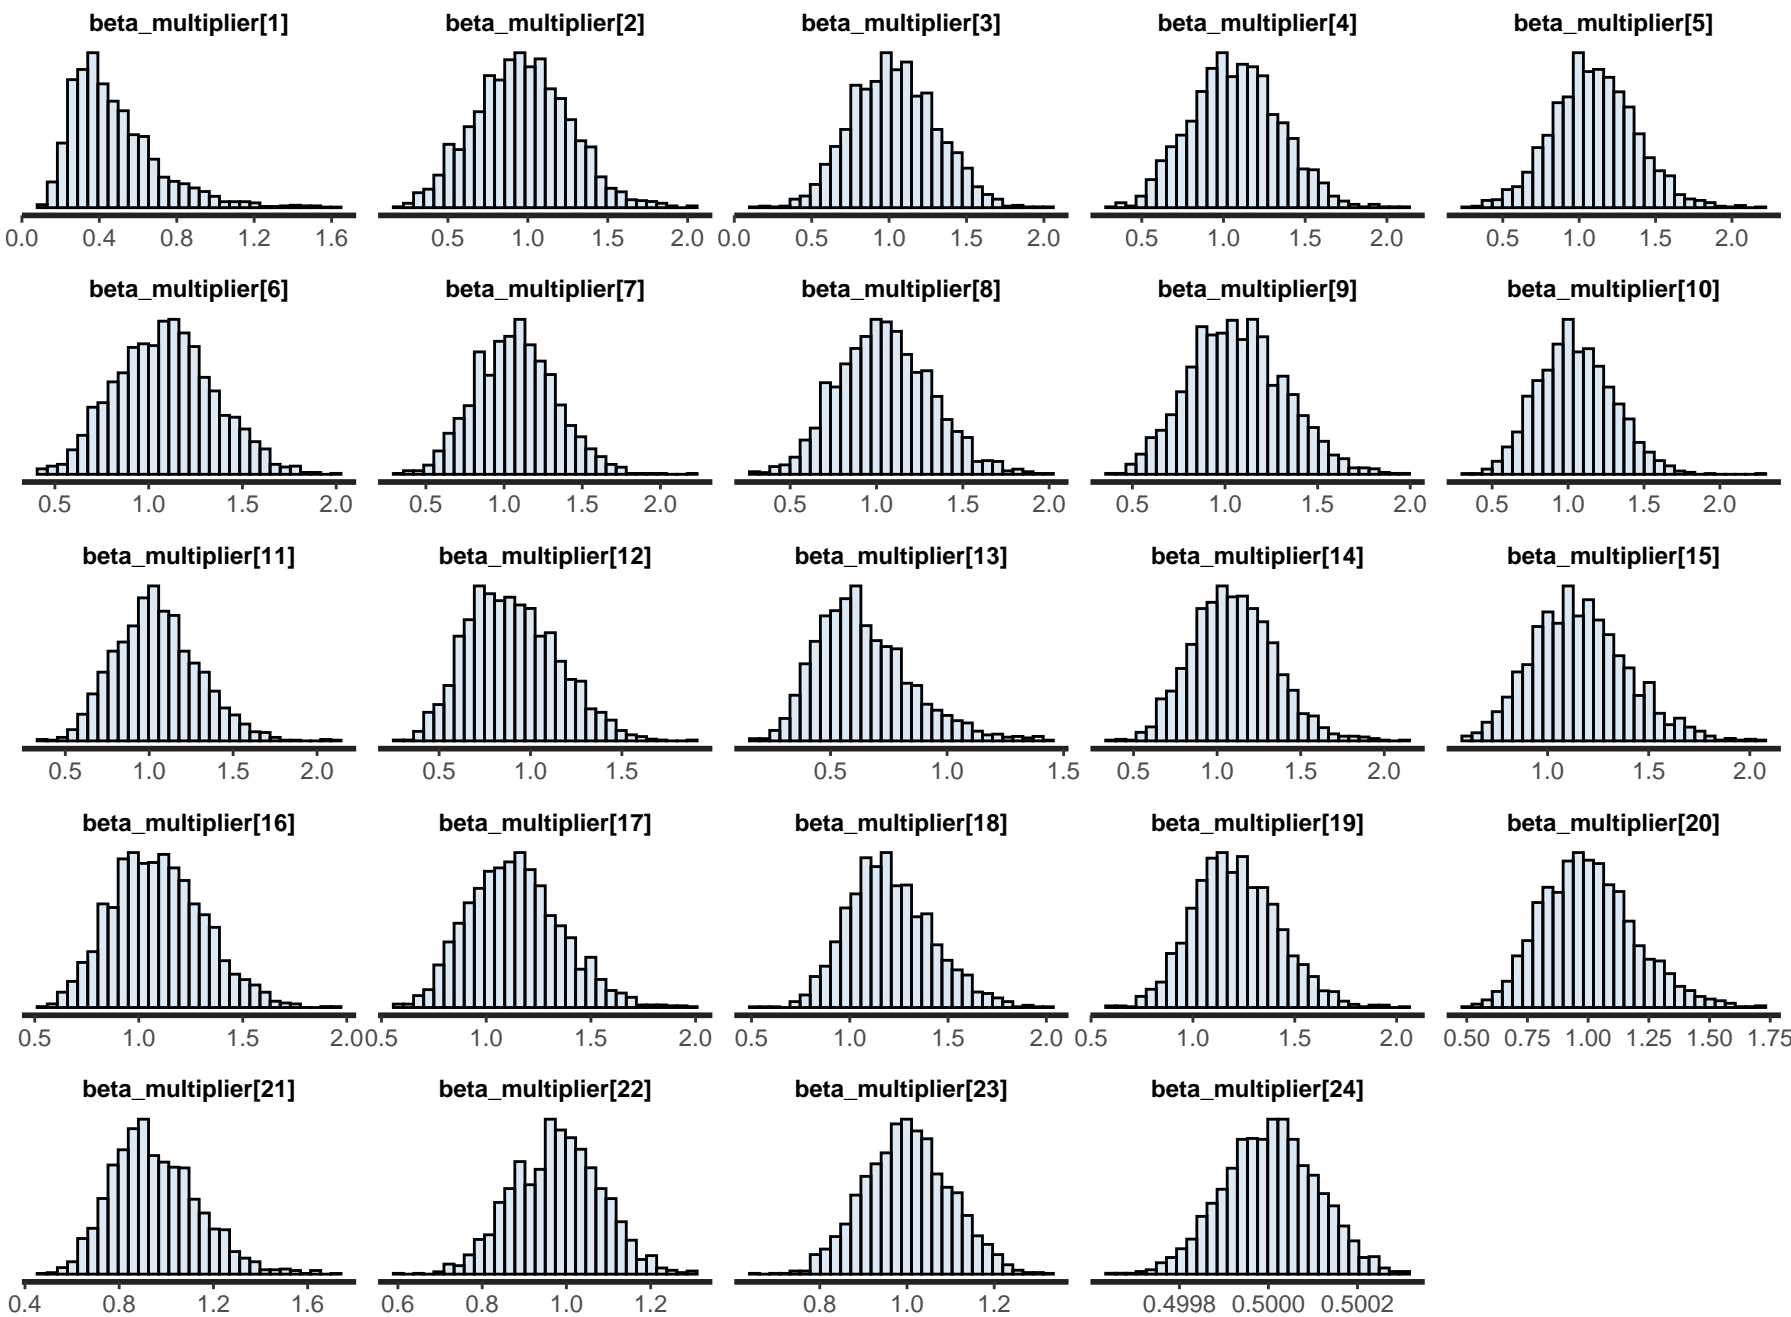 beta_multiplier[1] beta_multiplier[2] beta_multiplier[3] beta_multiplier[4] beta_multiplier[5]
0.0 0.4 0.8 1.2 1.6 0.5 1.0 1.5 2.0 0.0 0.5 1.0 1.5 2.0 0.5 1.0 1.5 2.0 0.5 1.0 1.5 2.0
beta_multiplier[6] beta_multiplier[7] beta_multiplier[8] beta_multiplier[9] beta_multiplier[10]
0.5 1.0 1.5 2.0 0.5 1.0 1.5 2.0 0.5 1.0 1.5 2.0 0.5 1.0 1.5 2.0 0.5 1.0 1.5 2.0
beta_multiplier[11] beta_multiplier[12] beta_multiplier[13] beta_multiplier[14] beta_multiplier[15]
0.5 1.0 1.5 2.0 0.5 1.0 1.5 0.5 1.0 1.5 0.5 1.0 1.5 2.0 1.0 1.5 2.0
beta_multiplier[16] beta_multiplier[17] beta_multiplier[18] beta_multiplier[19] beta_multiplier[20]
0.5 1.0 1.5 2.0 0.5 1.0 1.5 2.0 0.5 1.0 1.5 2.0 0.5 1.0 1.5 2.0 0.50 0.75 1.00 1.25 1.50 1.75
beta_multiplier[21] beta_multiplier[22] beta_multiplier[23] beta_multiplier[24]
0.4 0.8 1.2 1.6 0.6 0.8 1.0 1.2 0.8 1.0 1.2 0.4998 0.5000 0.5002